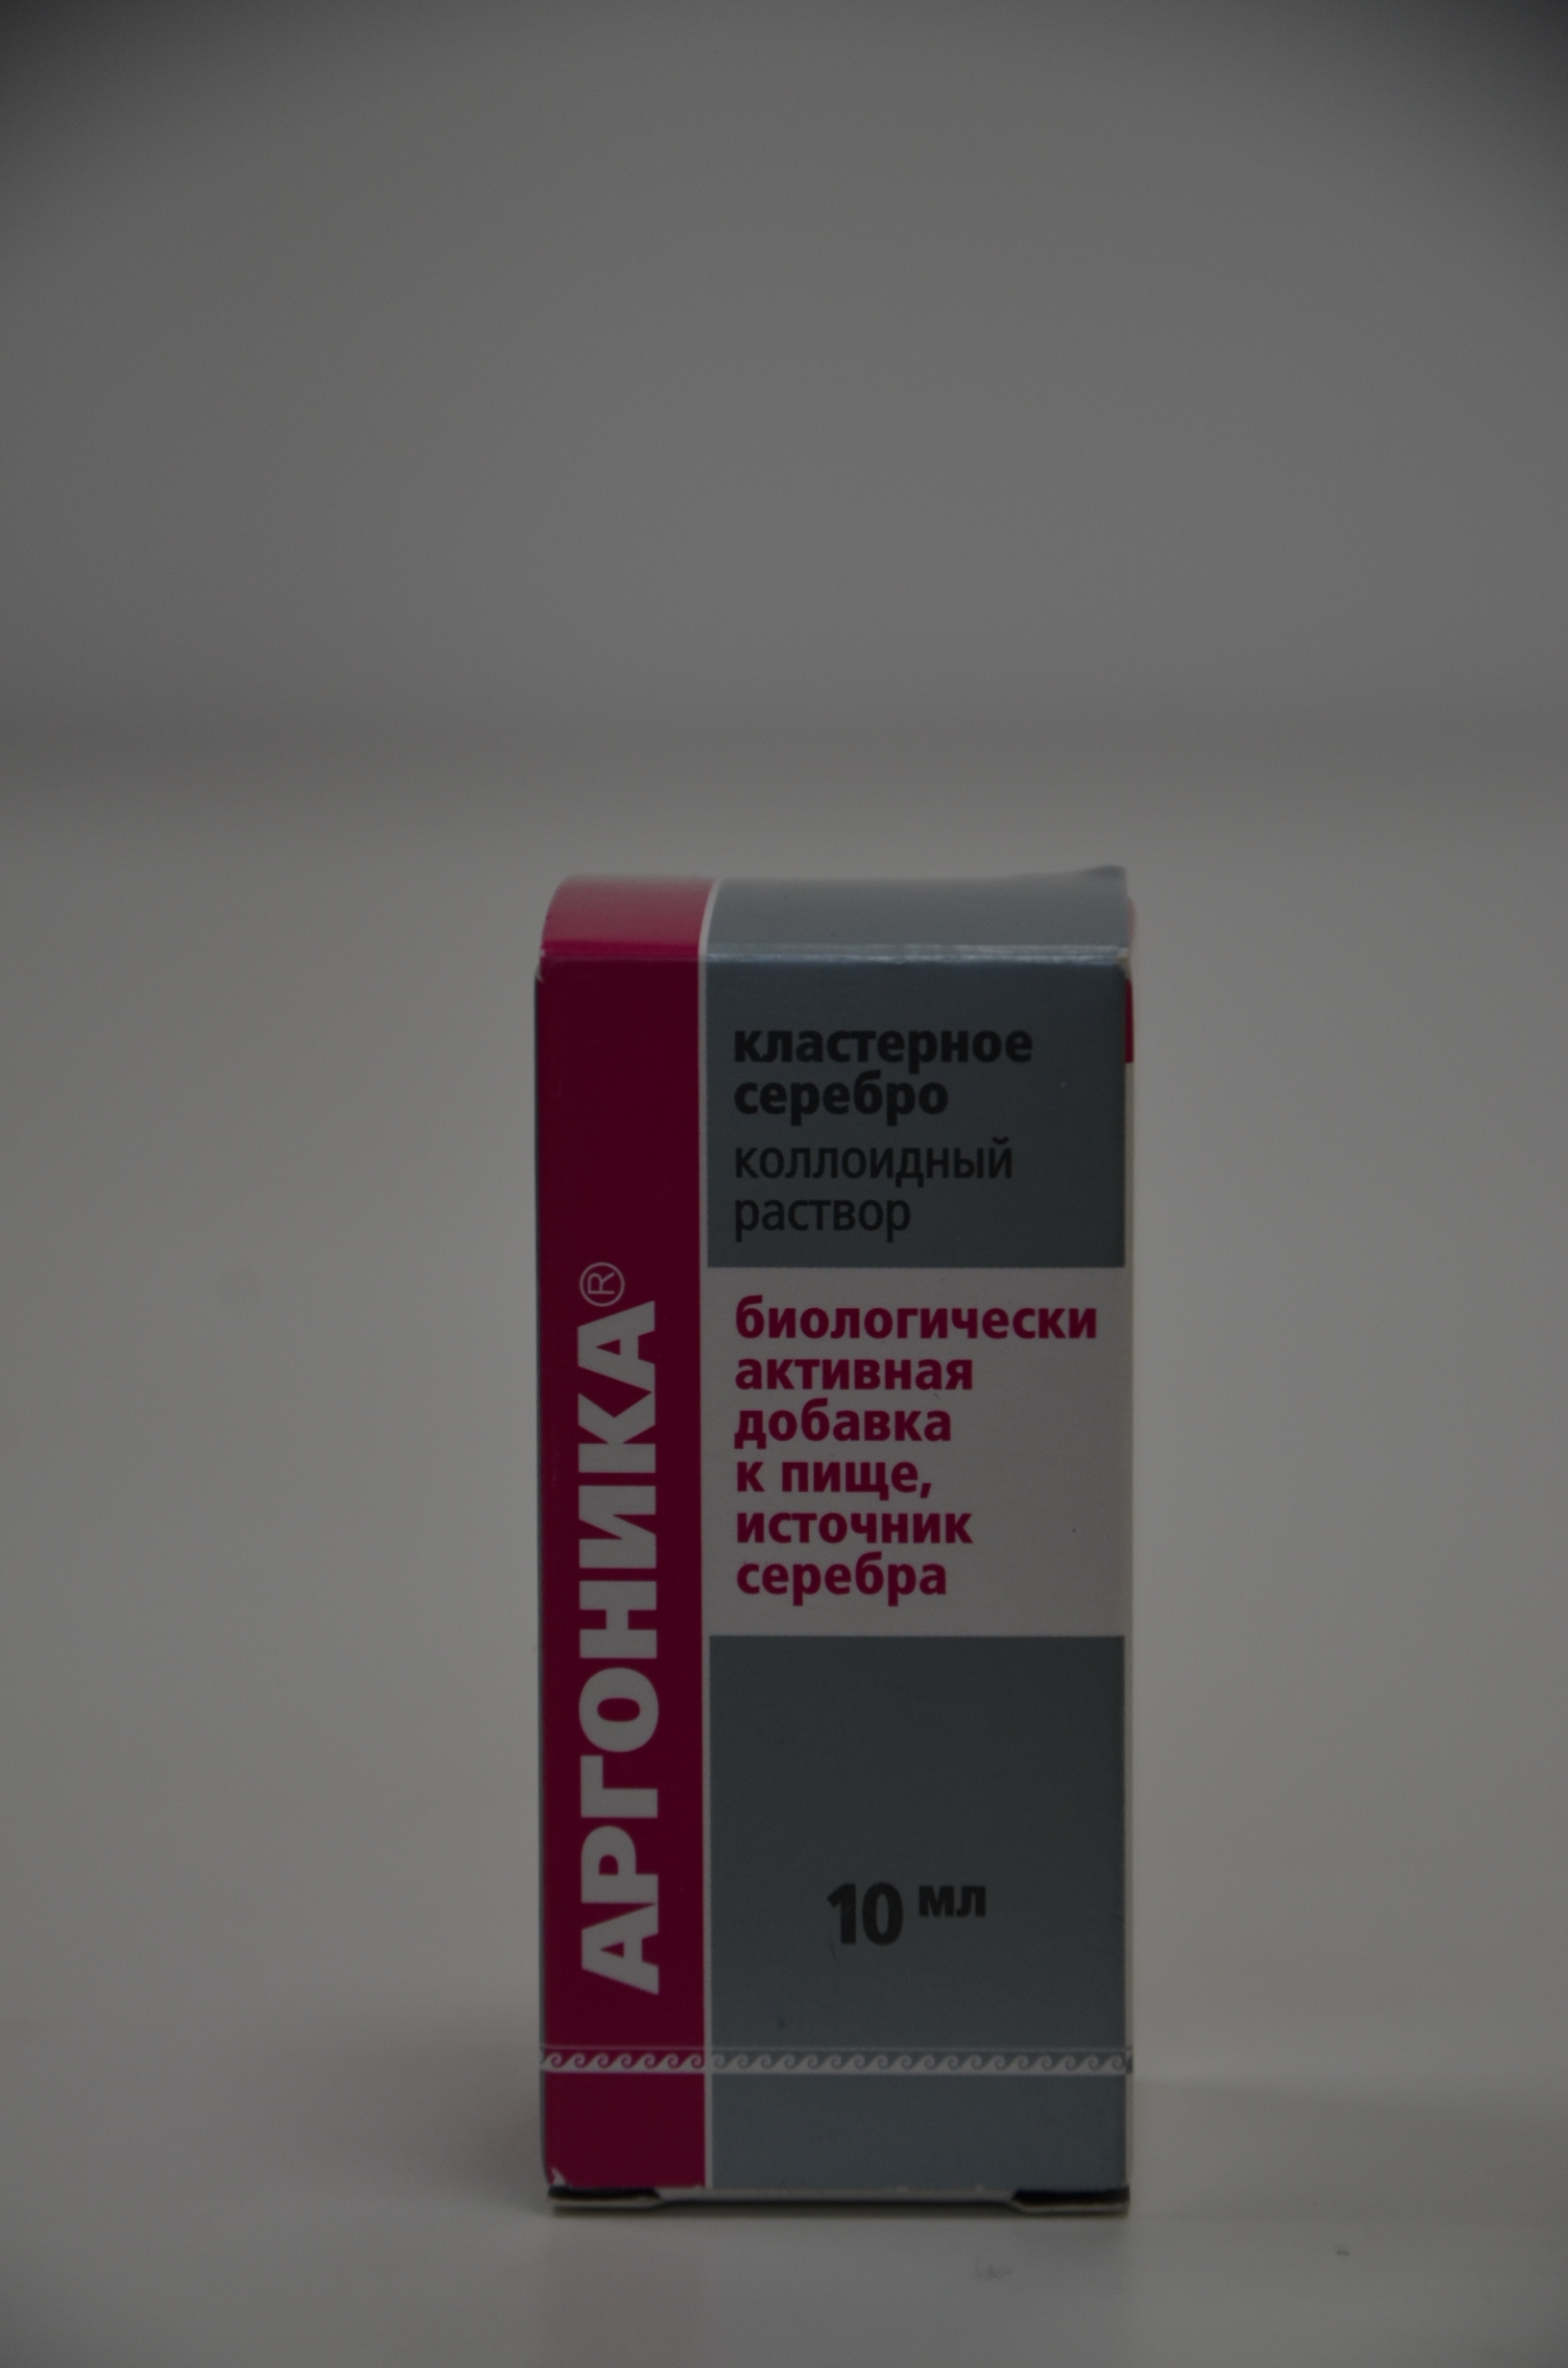 АРГОНИКА®
кластерное
серебро
коллоидный
раствор
биологически
активная
добавка
к пище,
источник
серебра
10 мл